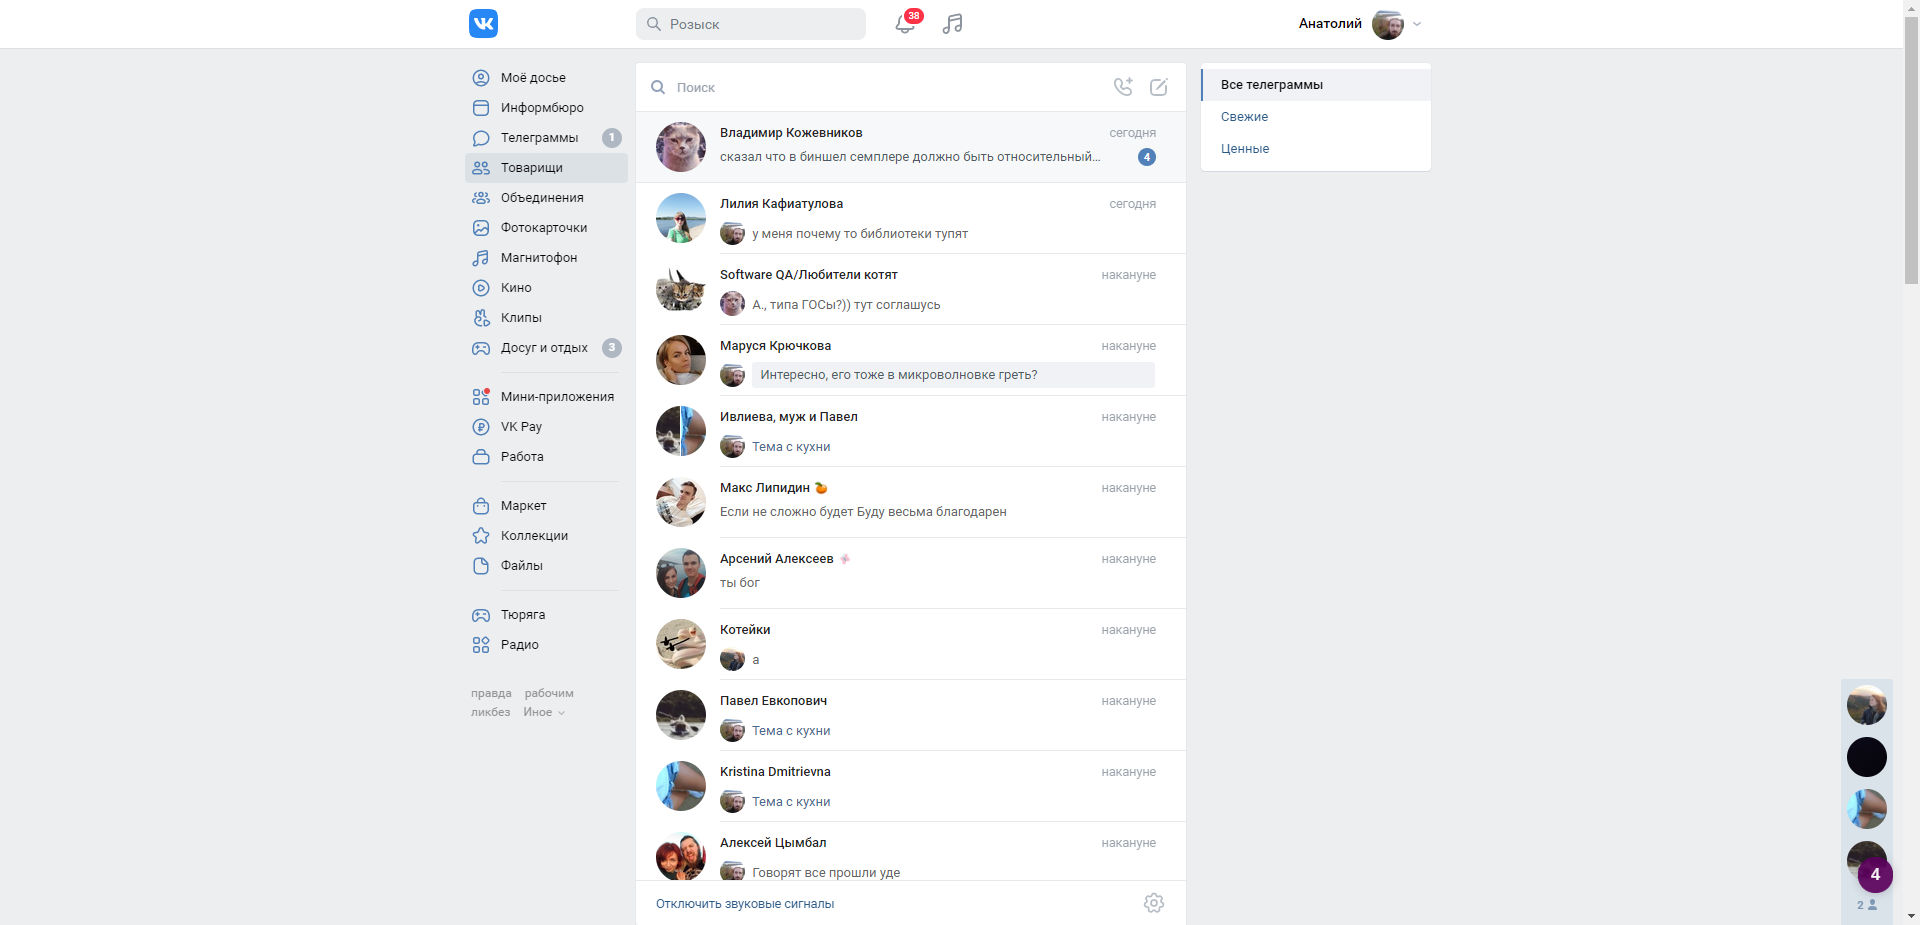 Розыск
38
Анатолий
Моё досье
Информбюро
Телеграммы 1
Товарищи
Объединения
Фотокарточки
Магнитофон
Кино
Клипы
Досуг и отдых 3
Мини-приложения
VK Pay
Работа
Маркет
Коллекции
Файлы
Тюряга
Радио
правда рабочим
ликбез Иное
Поиск
Владимир Кожевников сегодня
сказал что в биншел семплере должно быть относительный... 4
Лилия Кафиатулова сегодня
у меня почему то библиотеки тупят
Software QA/Любители котят накануне
А., типа ГОСы?)) тут соглашусь
Маруся Крючкова накануне
Интересно, его тоже в микроволновке греть?
Ивлиева, муж и Павел накануне
Тема с кухни
Макс Липидин 🍊 накануне
Если не сложно будет Буду весьма благодарен
Арсений Алексеев накануне
ты бог
Котейки накануне
а
Павел Евкопович накануне
Тема с кухни
Kristina Dmitrievna накануне
Тема с кухни
Алексей Цымбал накануне
Говорят все прошли уде
Отключить звуковые сигналы
Все телеграммы
Свежие
Ценные
4
2